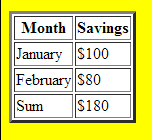 Month Savings
January $100
February $80
Sum $180